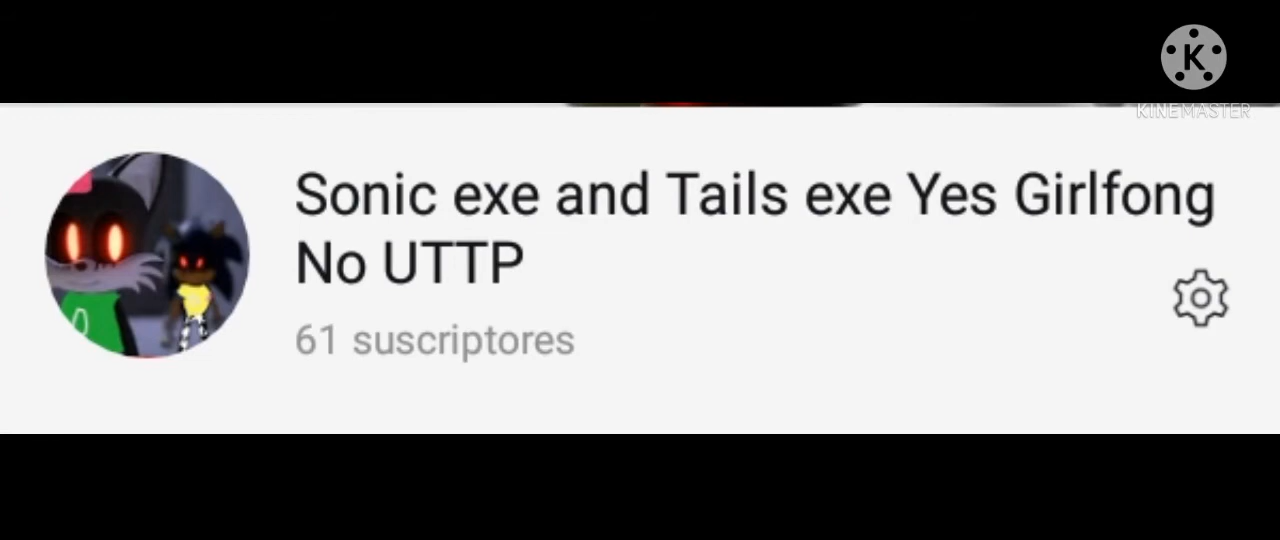 K
KINEMASTER
Sonic exe and Tails exe Yes Girlfong
No UTTP
61 suscriptores